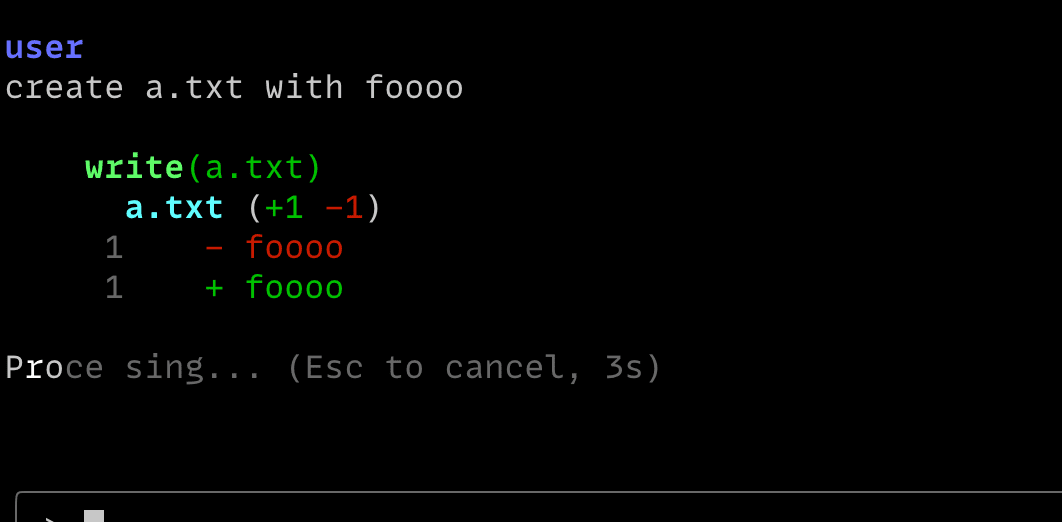 user
create a.txt with foooo
write(a.txt)
a.txt (+1 -1)
1 - foooo
1 + foooo
Proce sing... (Esc to cancel, 3s)
>